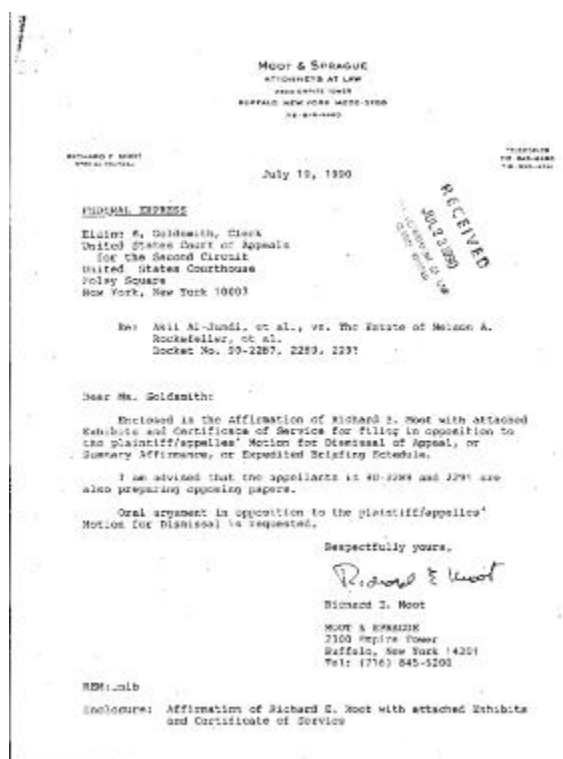 MOOT & SPRAGUE
ATTORNEYS AT LAW
EMPIRE TOWER
BUFFALO, NEW YORK
RICHARD E. MOOT
July 19, 1990
RECEIVED
JUL 23 1990
FEDERAL EXPRESS
Elaine B. Goldsmith, Clerk
United States Court of Appeals
for the Second Circuit
United States Courthouse
Foley Square
New York, New York 10007
Re: Akil Al-Jundi, et al., vs. The Estate of Nelson A.
Rockefeller, et al.
Docket No. 90-2287, 2289, 2291
Dear Ms. Goldsmith:
Enclosed is the Affirmation of Richard E. Moot with attached
Exhibits and Certificate of Service for filing in opposition to
the plaintiff/appellee' Motion for Dismissal of Appeal, or
Summary Affirmance, or Expedited Briefing Schedule.
I am advised that the appellants in 90-2289 and 2291 are
also preparing opposing papers.
Oral argument in opposition to the plaintiff/appellee'
Motion for Dismissal is requested.
Respectfully yours,
Richard E Moot
Richard E. Moot
MOOT & SPRAGUE
2300 Empire Tower
Buffalo, New York 14201
Tel: (716) 845-5200
REM:mlb
Enclosure: Affirmation of Richard E. Moot with attached Exhibits
and Certificate of Service